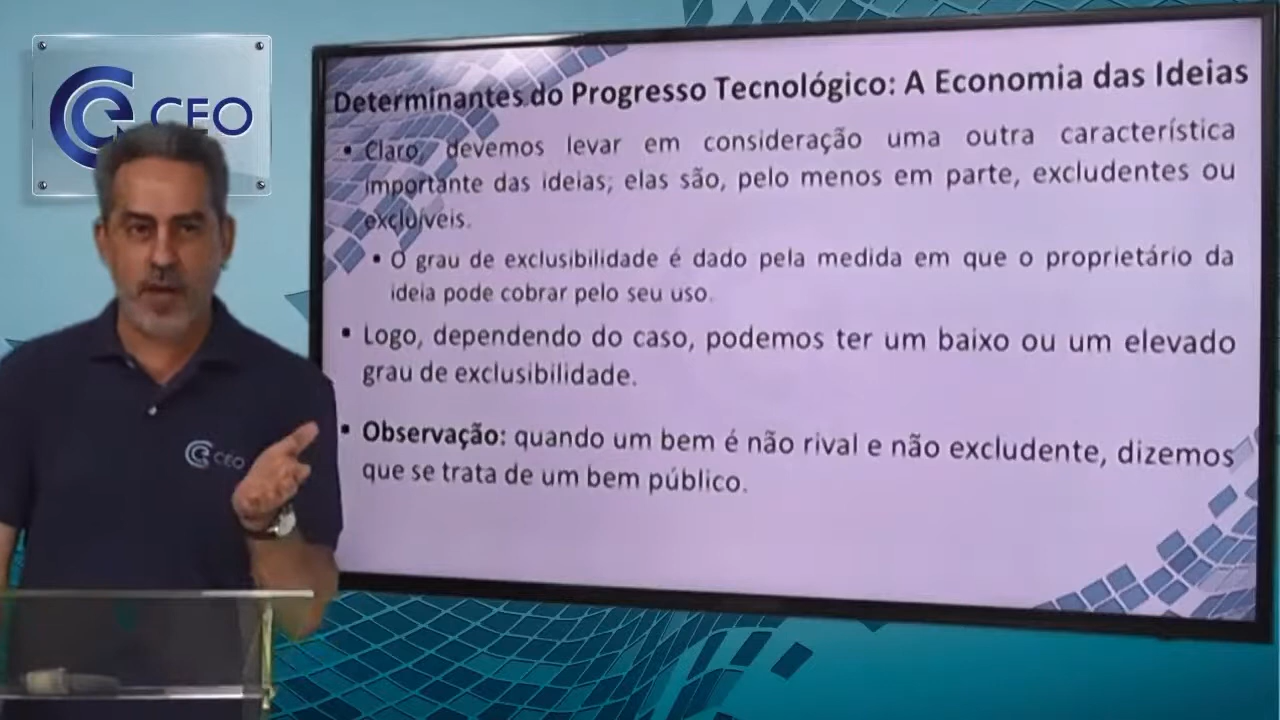 CEO
Determinantes do Progresso Tecnológico: A Economia das Ideias
• Claro, devemos levar em consideração uma outra característica
importante das ideias; elas são, pelo menos em parte, excludentes ou
excluíveis.
• O grau de exclusibilidade é dado pela medida em que o proprietário da
ideia pode cobrar pelo seu uso.
• Logo, dependendo do caso, podemos ter um baixo ou um elevado
grau de exclusibilidade.
• Observação: quando um bem é não rival e não excludente, dizemos
que se trata de um bem público.
CEO